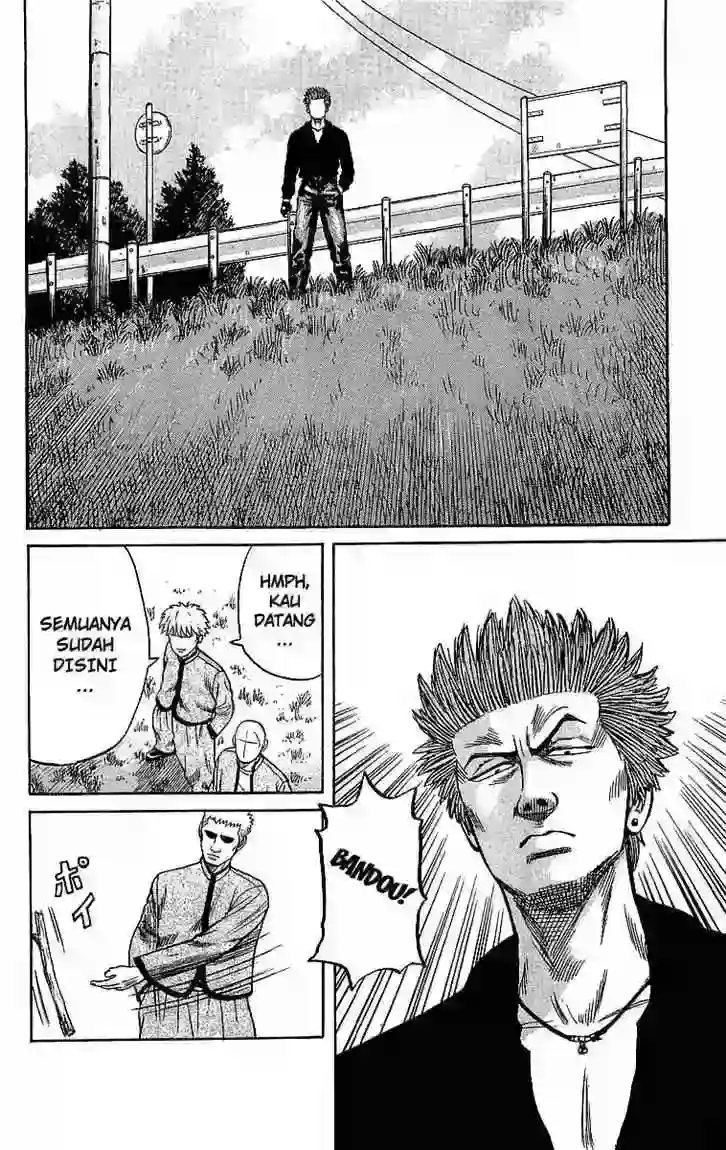 HMPH,
KAU
DATANG
...
SEMUANYA
SUDAH
DISINI
...
BANDOU!
ポイ